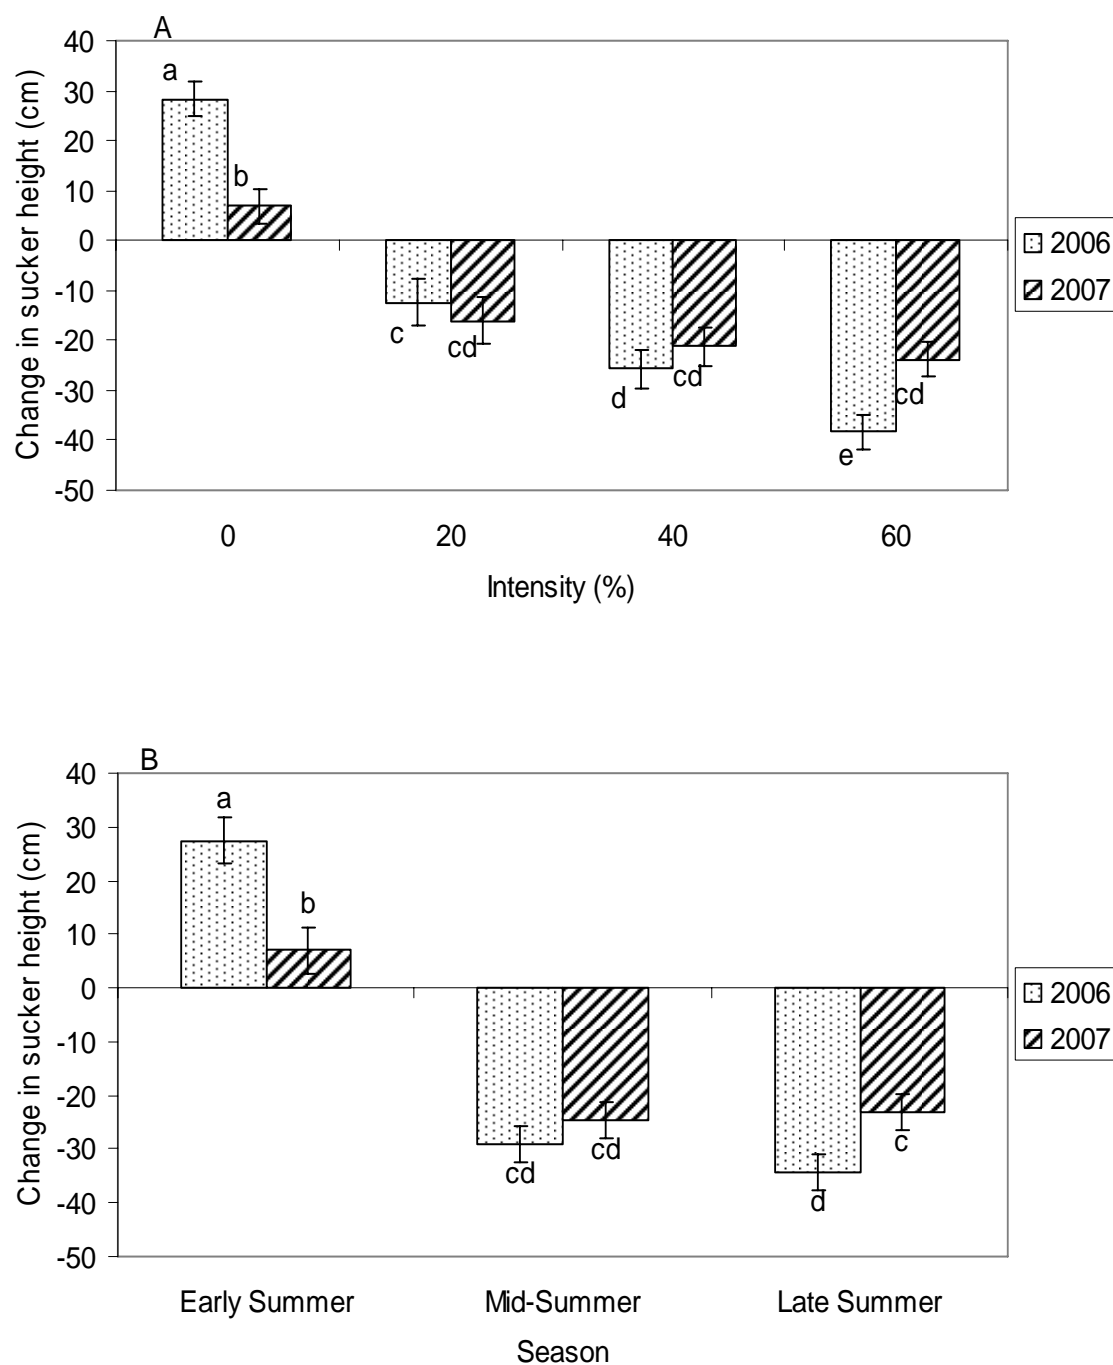 A
Change in sucker height (cm)
40
30
20
10
0
-10
-20
-30
-40
-50
a
b
c
cd
d
cd
e
cd
2006
2007
0 20 40 60
Intensity (%)
B
Change in sucker height (cm)
40
30
20
10
0
-10
-20
-30
-40
-50
a
b
cd
cd
d
c
2006
2007
Early Summer Mid-Summer Late Summer
Season